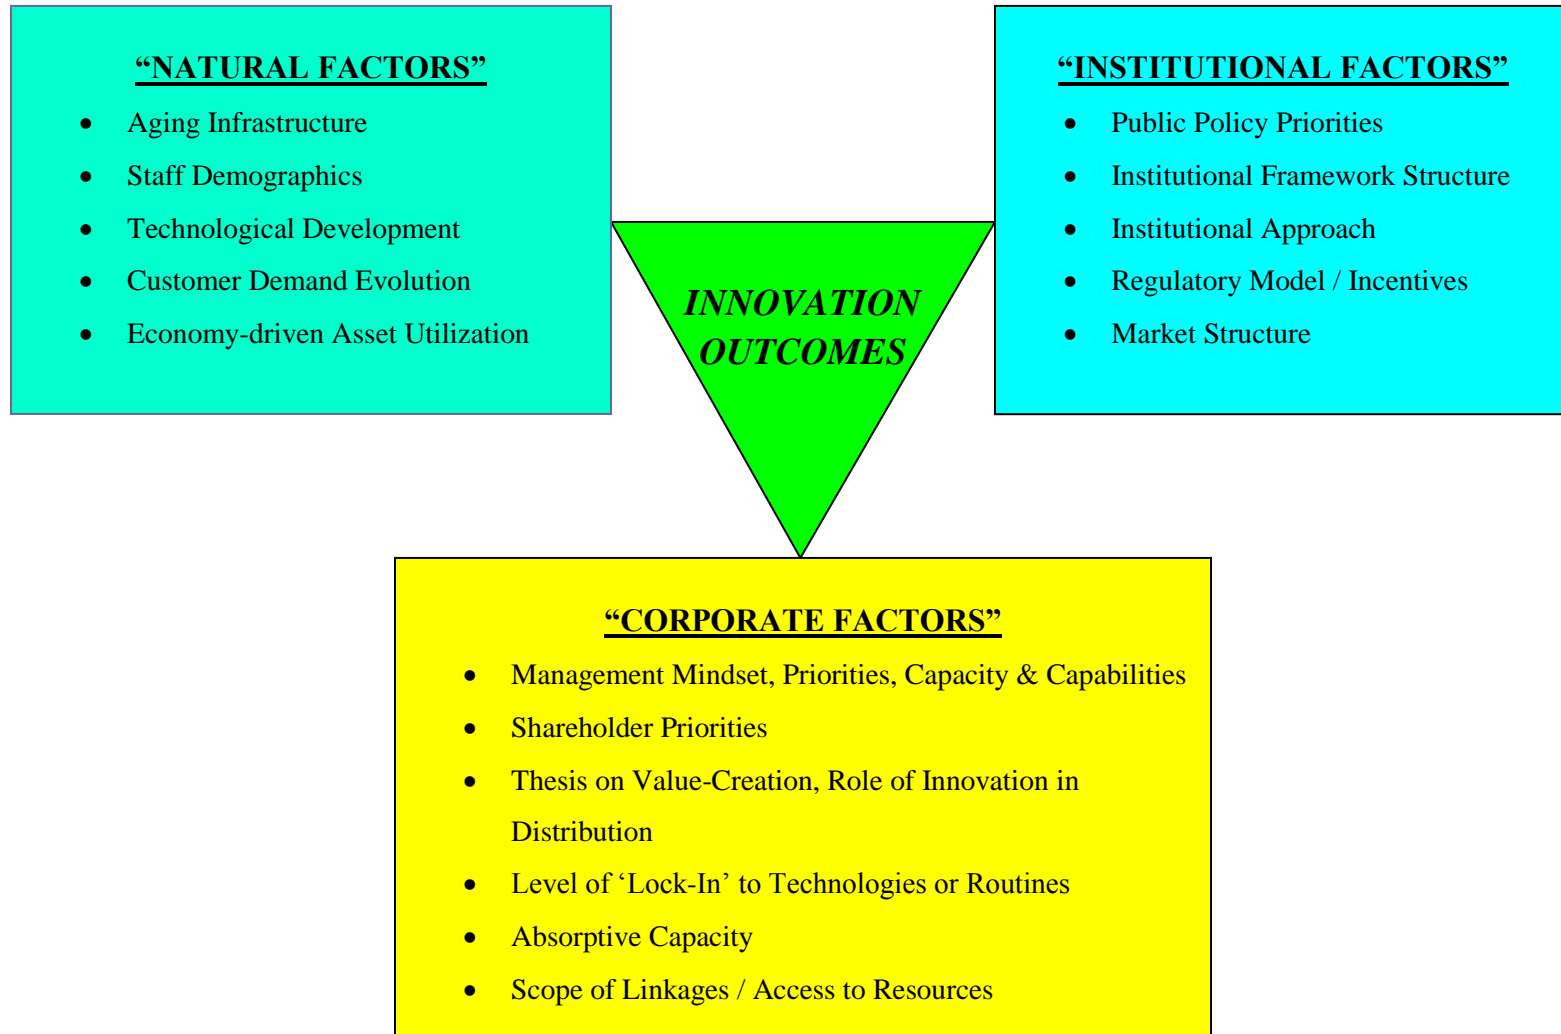 “NATURAL FACTORS”
• Aging Infrastructure
• Staff Demographics
• Technological Development
• Customer Demand Evolution
• Economy-driven Asset Utilization
“INSTITUTIONAL FACTORS”
• Public Policy Priorities
• Institutional Framework Structure
• Institutional Approach
• Regulatory Model / Incentives
• Market Structure
INNOVATION
OUTCOMES
“CORPORATE FACTORS”
• Management Mindset, Priorities, Capacity & Capabilities
• Shareholder Priorities
• Thesis on Value-Creation, Role of Innovation in
Distribution
• Level of ‘Lock-In’ to Technologies or Routines
• Absorptive Capacity
• Scope of Linkages / Access to Resources